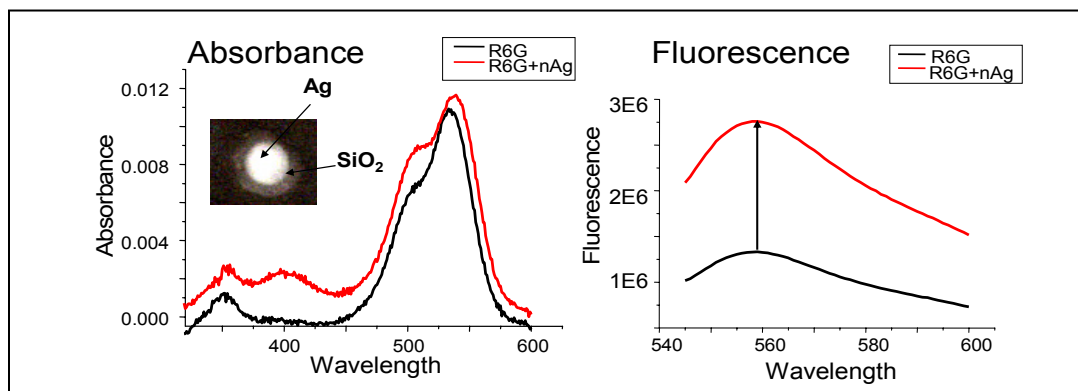 Absorbance
R6G
R6G+nAg
Ag
SiO₂
0.012
0.008
0.004
0.000
Absorbance
400
500
600
Wavelength
Fluorescence
R6G
R6G+nAg
3E6
2E6
1E6
Fluorescence
540
560
580
600
Wavelength